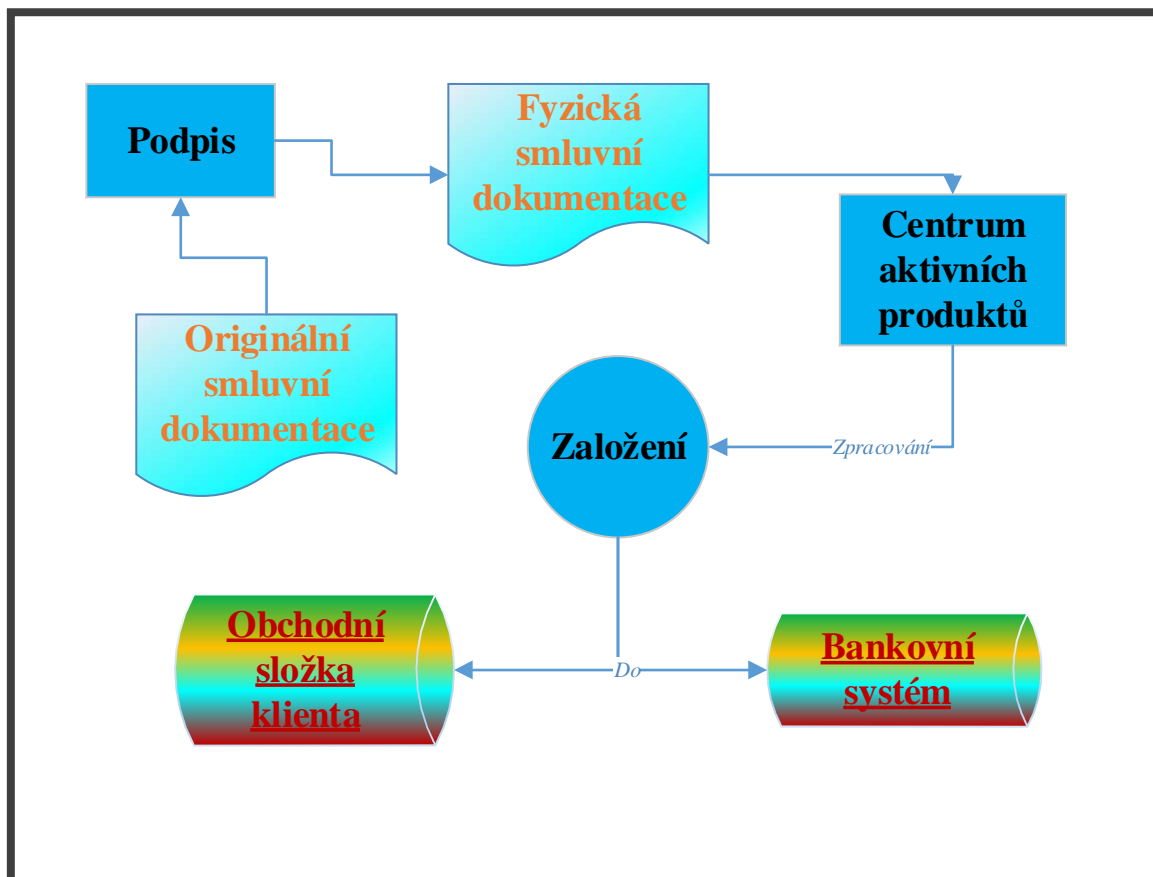 Podpis
Fyzická
smluvní
dokumentace
Centrum
aktivních
produktů
Originální
smluvní
dokumentace
Založení
Zpracování
Obchodní
složka
klienta
Do
Bankovní
systém